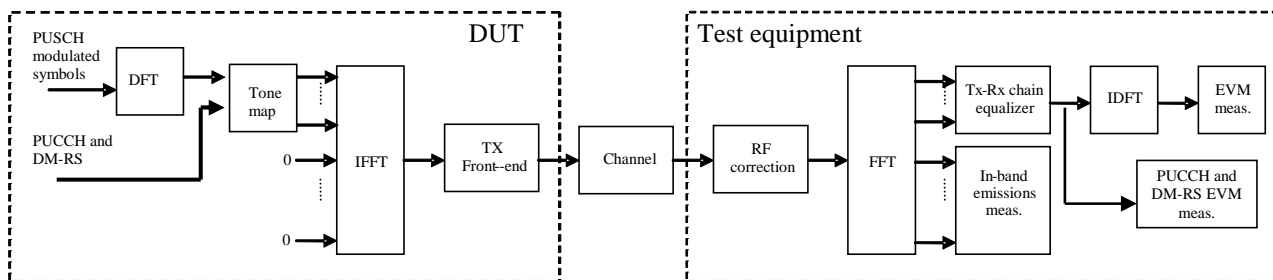 DUT
PUSCH
modulated
symbols
DFT
PUCCH and
DM-RS
Tone
map
0
0
IFFT
TX
Front--end
Channel
Test equipment
RF
correction
FFT
Tx-Rx chain
equalizer
In-band
emissions
meas.
IDFT
EVM
meas.
PUCCH and
DM-RS EVM
meas.